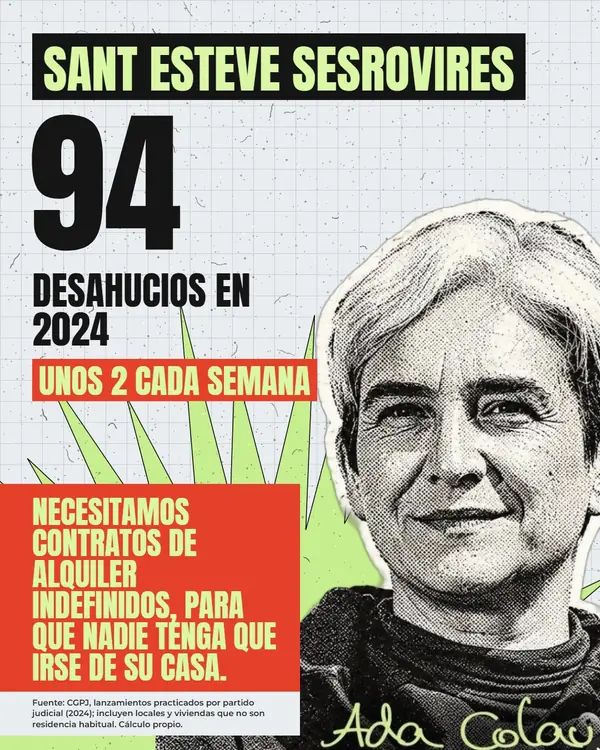 SANT ESTEVE SESROVIRES
94
DESAHUCIOS EN
2024
UNOS 2 CADA SEMANA
NECESITAMOS
CONTRATOS DE
ALQUILER
INDEFINIDOS, PARA
QUE NADIE TENGA QUE
IRSE DE SU CASA.
Fuente: CGPJ, lanzamientos practicados por partido
judicial (2024); incluyen locales y viviendas que no son
residencia habitual. Cálculo propio.
Ada Colau